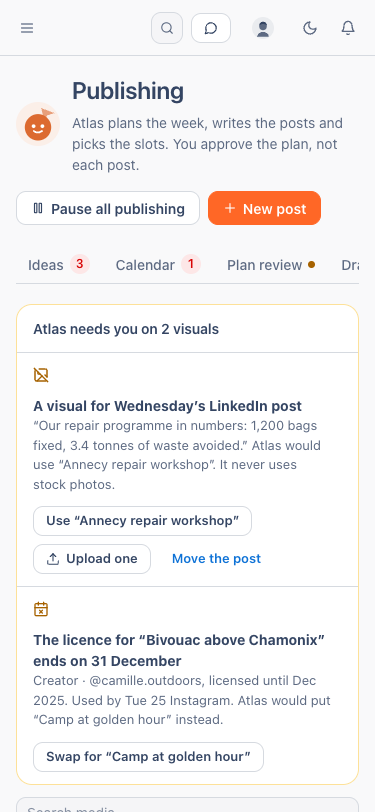 Publishing
Atlas plans the week, writes the posts and
picks the slots. You approve the plan, not
each post.
Pause all publishing
+ New post
Ideas 3 Calendar 1 Plan review
Atlas needs you on 2 visuals
A visual for Wednesday’s LinkedIn post
“Our repair programme in numbers: 1,200 bags
fixed, 3.4 tonnes of waste avoided.” Atlas would
use “Annecy repair workshop”. It never uses
stock photos.
Use “Annecy repair workshop”
Upload one Move the post
The licence for “Bivouac above Chamonix”
ends on 31 December
Creator · @camille.outdoors, licensed until Dec
2025. Used by Tue 25 Instagram. Atlas would put
“Camp at golden hour” instead.
Swap for “Camp at golden hour”
Search media